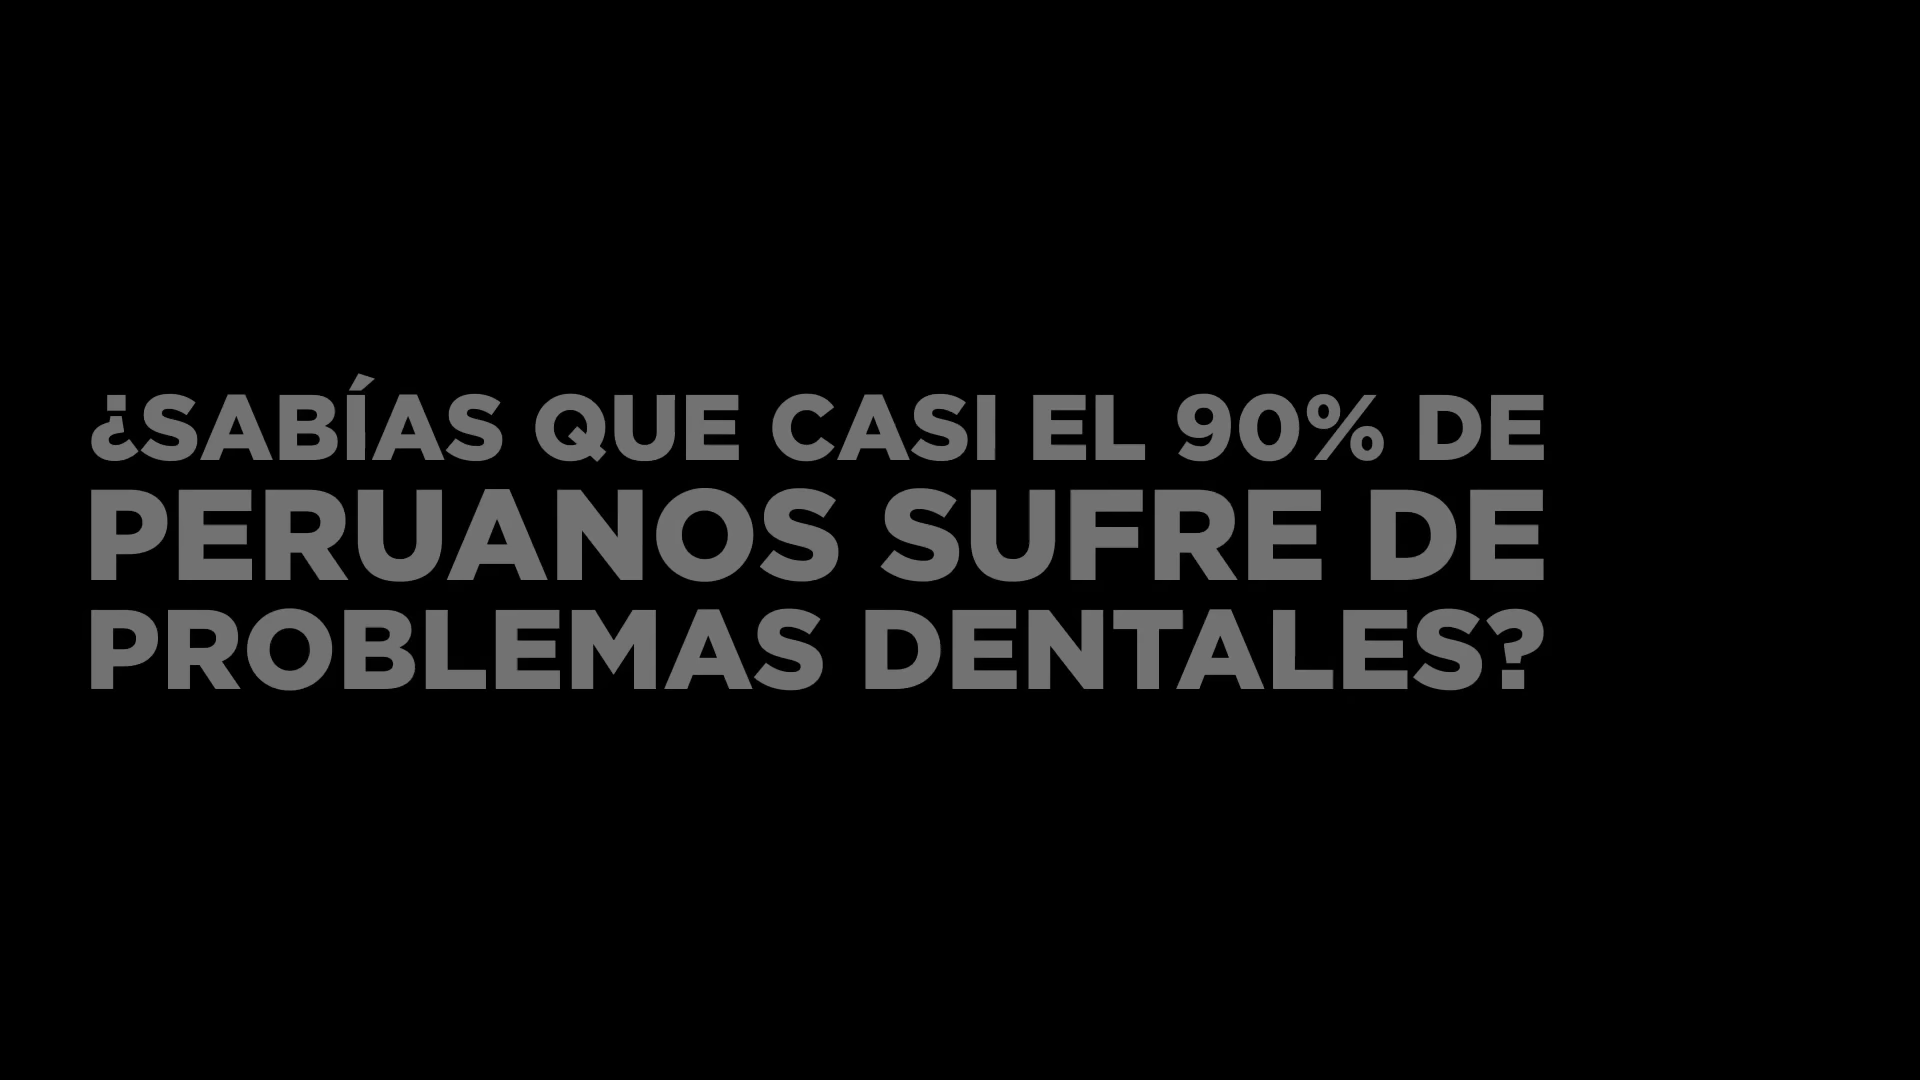 ¿SABÍAS QUE CASI EL 90% DE
PERUANOS SUFRE DE
PROBLEMAS DENTALES?